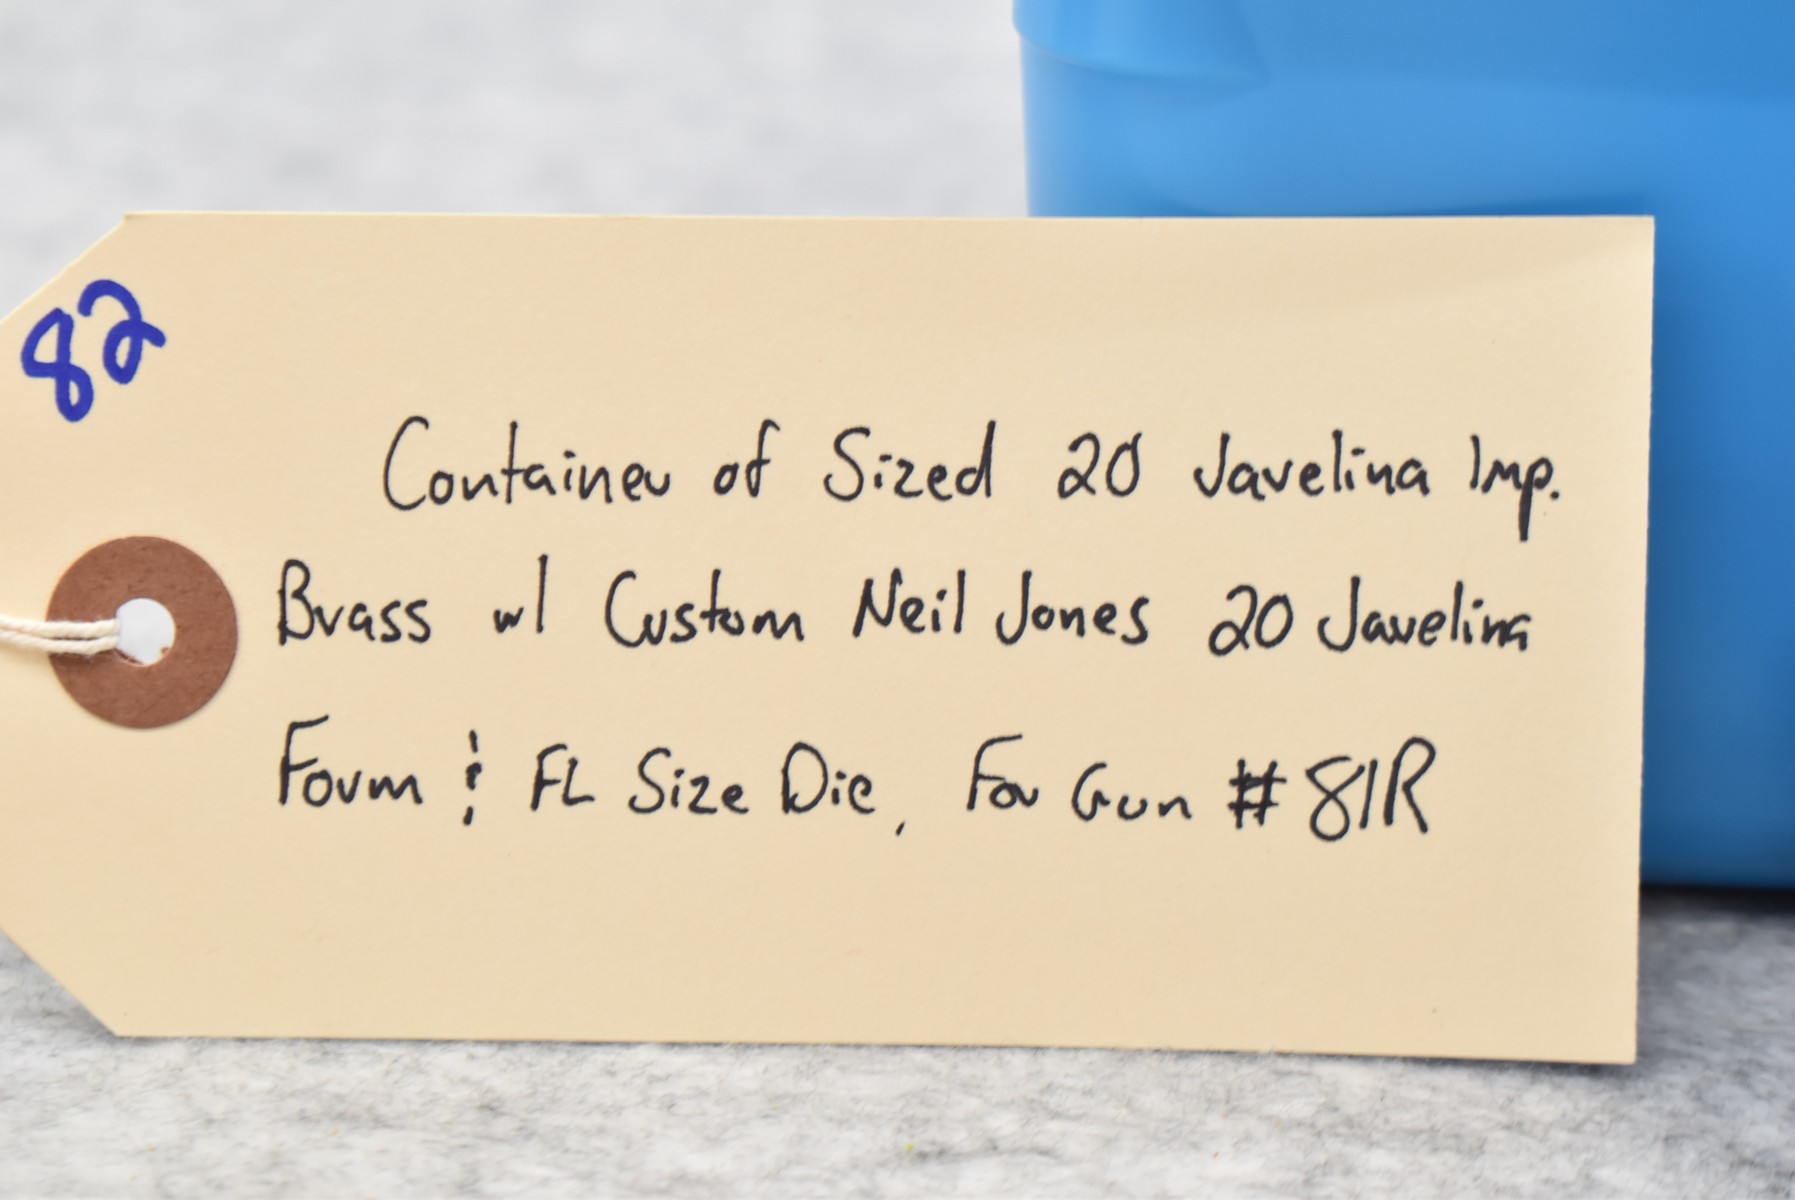 82
Container of Sized 20 Javelina Imp.
Brass w/ Custom Neil Jones 20 Javelina
Form & FL Size Die, For Gun # 81R